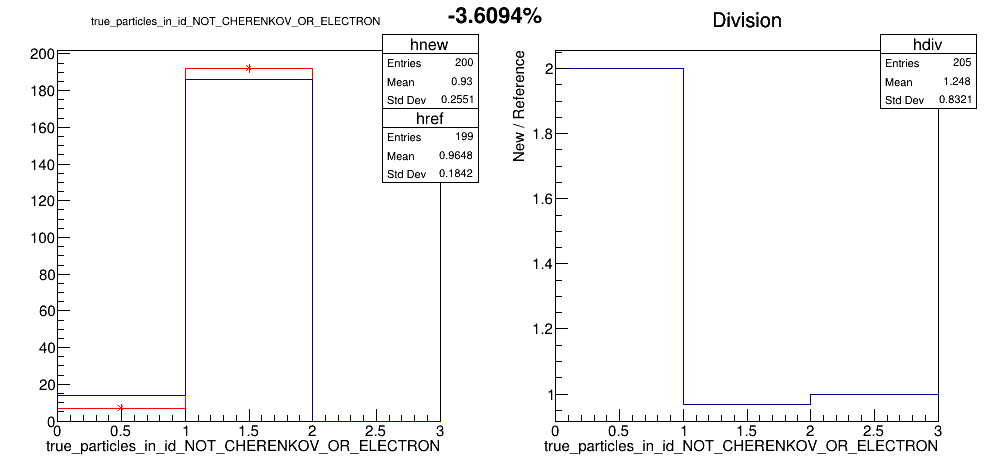 true_particles_in_id_NOT_CHERENKOV_OR_ELECTRON
-3.6094%
hnew
Entries 200
Mean 0.93
Std Dev 0.2551
href
Entries 199
Mean 0.9648
Std Dev 0.1842
200
180
160
140
120
100
80
60
40
20
0
0 0.5 1 1.5 2 2.5 3
true_particles_in_id_NOT_CHERENKOV_OR_ELECTRON
Division
hdiv
Entries 205
Mean 1.248
Std Dev 0.8321
New / Reference
2
1.8
1.6
1.4
1.2
1
0 0.5 1 1.5 2 2.5 3
true_particles_in_id_NOT_CHERENKOV_OR_ELECTRON